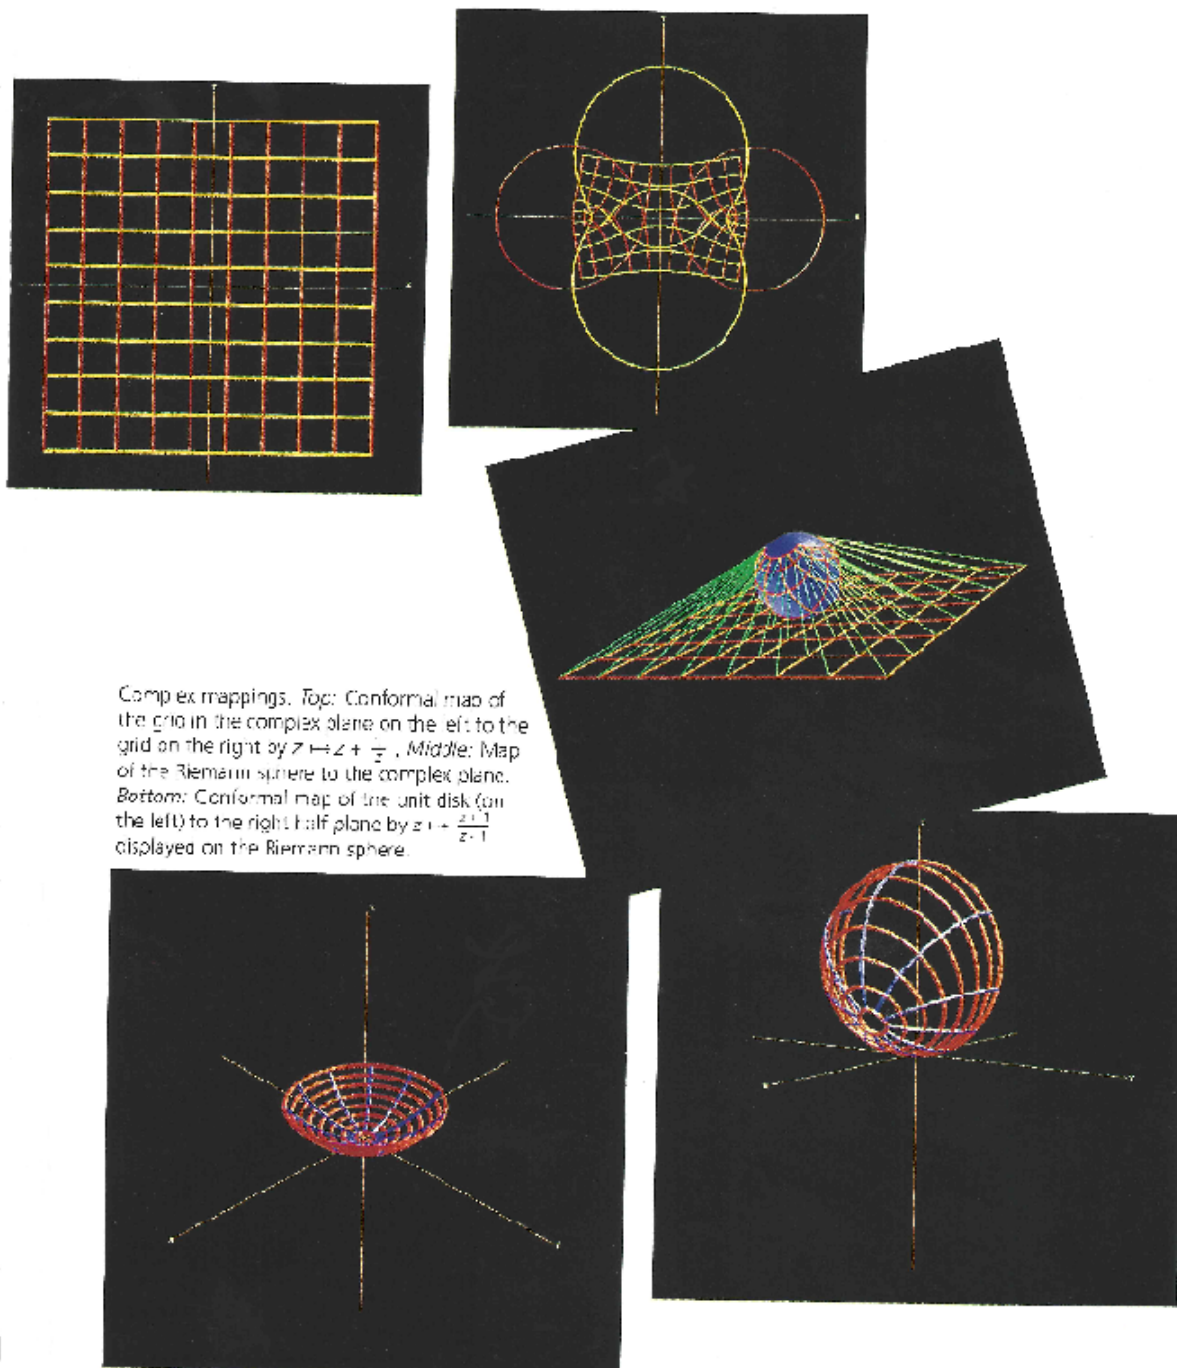 Complex mappings. Top: Conformal map of
the grid in the complex plane on the left to the
grid on the right by z ↦ z + 1/z . Middle: Map
of the Riemann sphere to the complex plane.
Bottom: Conformal map of the unit disk (on
the left) to the right half plane by z ↦
displayed on the Riemann sphere.